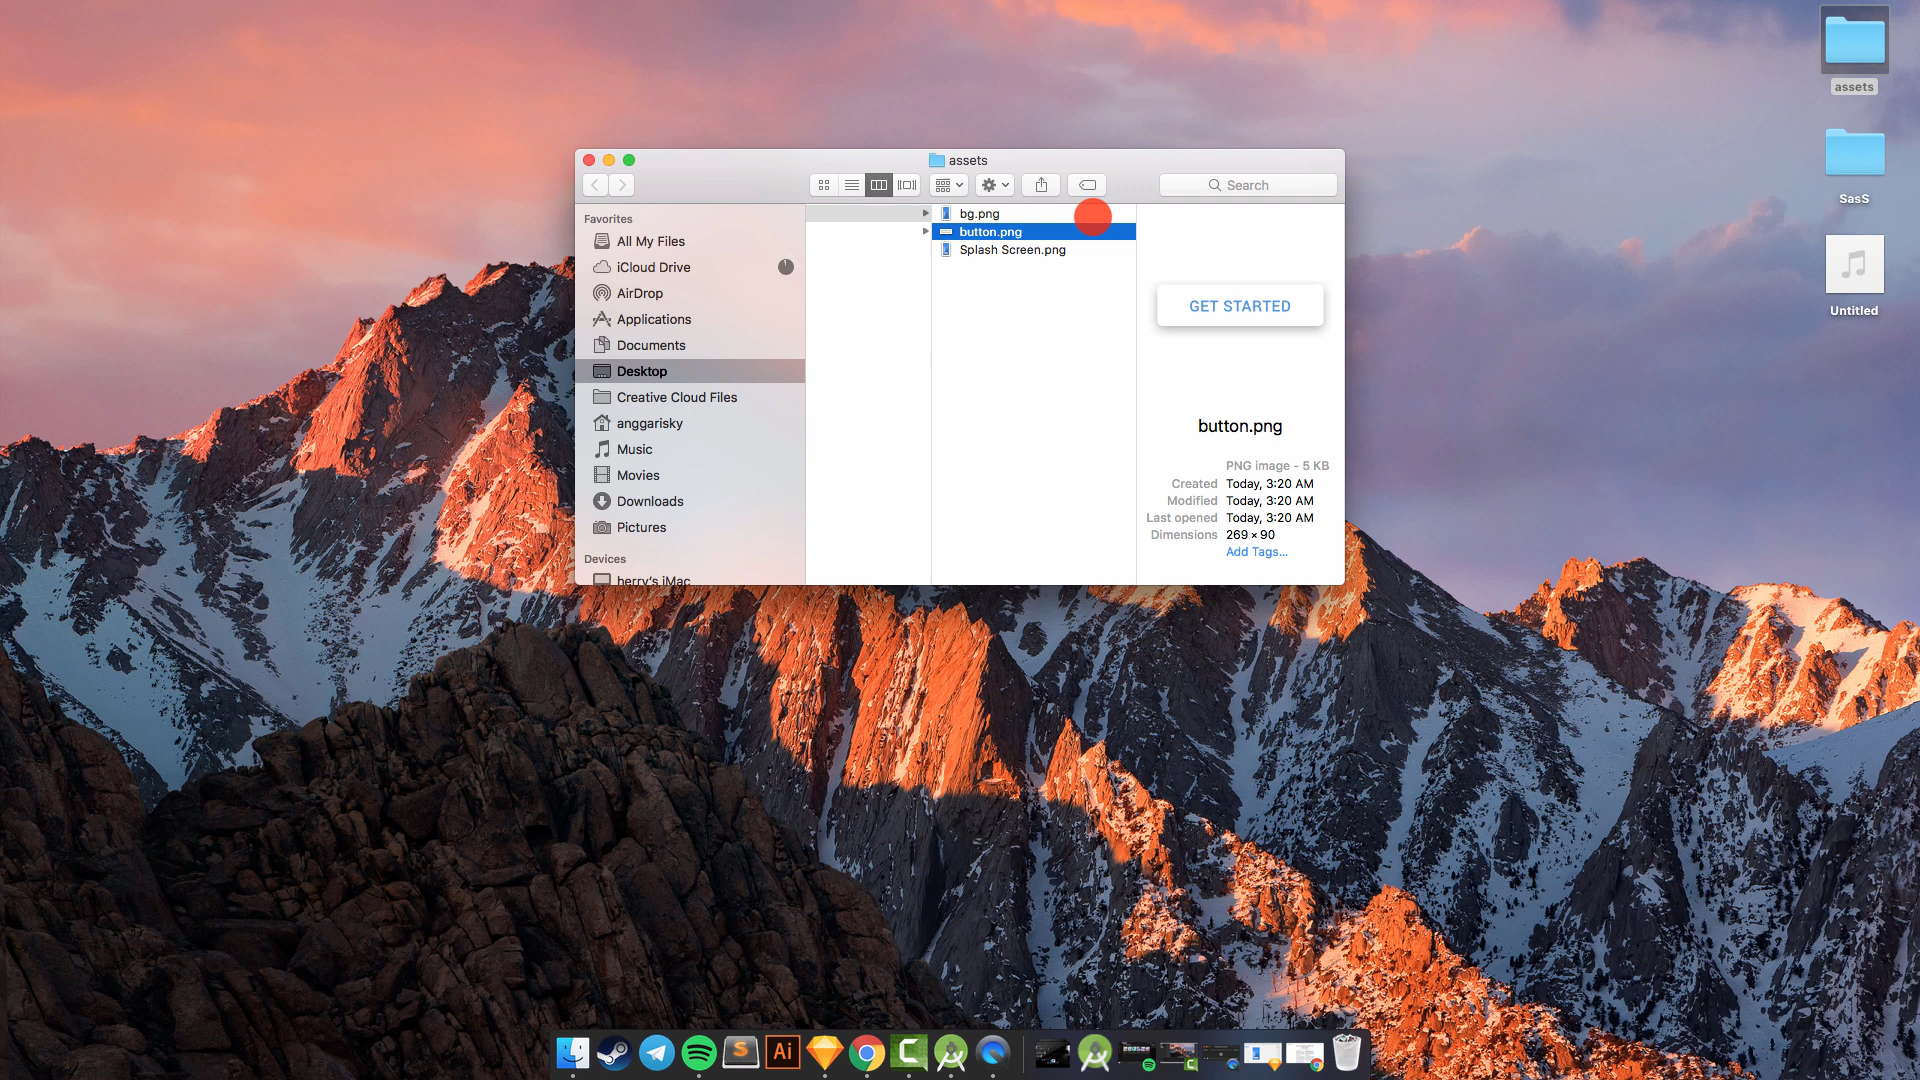 assets
assets
SasS
Untitled
Search
Favorites
All My Files
iCloud Drive
AirDrop
Applications
Documents
Desktop
Creative Cloud Files
anggarisky
Music
Movies
Downloads
Pictures
Devices
herry's iMac
bg.png
button.png
Splash Screen.png
GET STARTED
button.png
PNG image - 5 KB
Created Today, 3:20 AM
Modified Today, 3:20 AM
Last opened Today, 3:20 AM
Dimensions 269 × 90
Add Tags...
S
Ai